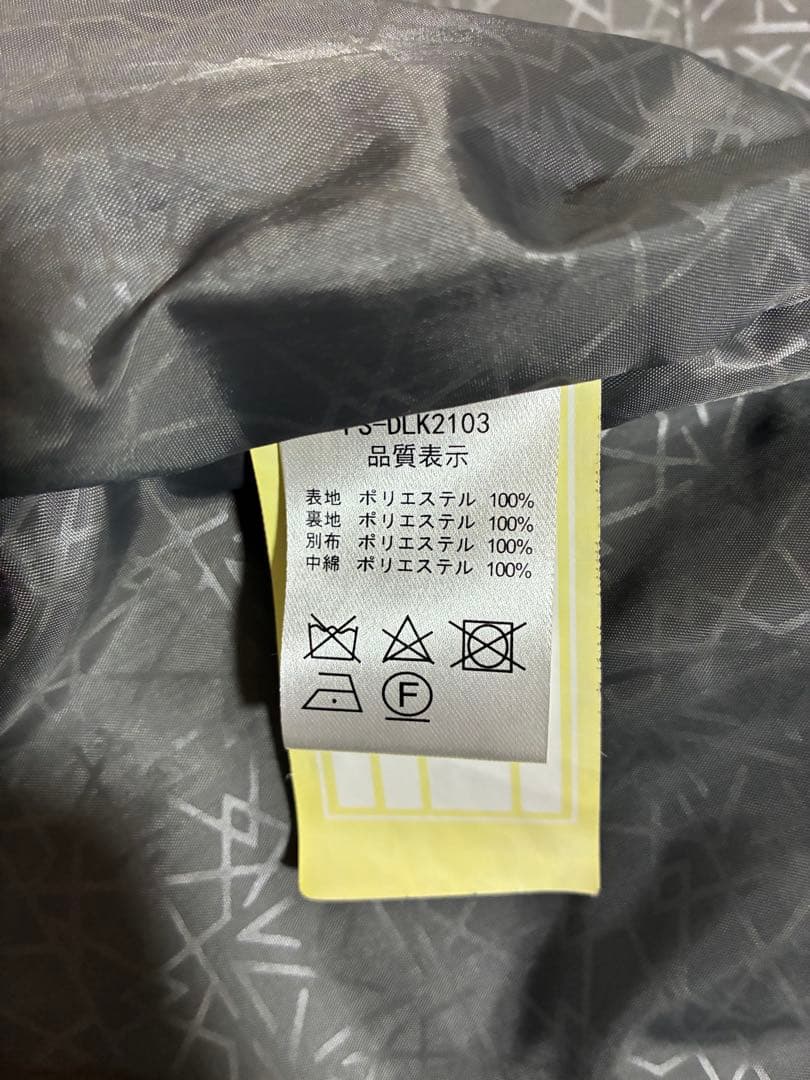 -DLK2103
品質表示
表地 ポリエステル 100%
裏地 ポリエステル 100%
別布 ポリエステル 100%
中綿 ポリエステル 100%
F